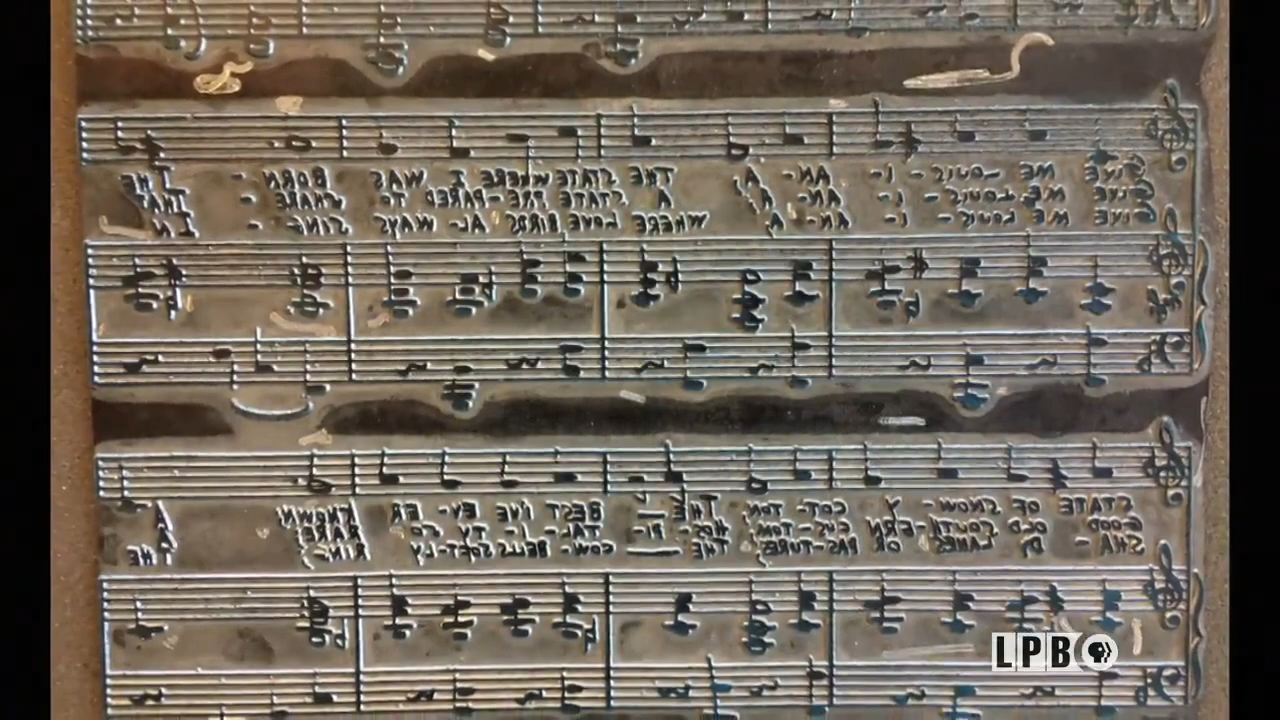 GIVE ME LOUIS - I- AN- A, THE STATE WHERE I WAS BORN - THE
GIVE ME LOUIS - I- AN- A, A STATE PRE-PARED TO SHARE - THAT
GIVE ME LOUIS - I- AN- A, WHERE LOVE BIRDS AL- WAYS SING - IN
STATE OF SNOW- Y COT- TON, THE BEST I'VE EV- ER KNOWN; A
GOOD OLD SOUTH-ERN CUS- TOM, HOS- PI- TAL- I- TY SO RARE; A
SHA - DY LANES OR PAS-TURES, THE COW- BELLS SOFT-LY RING; HE
LPB